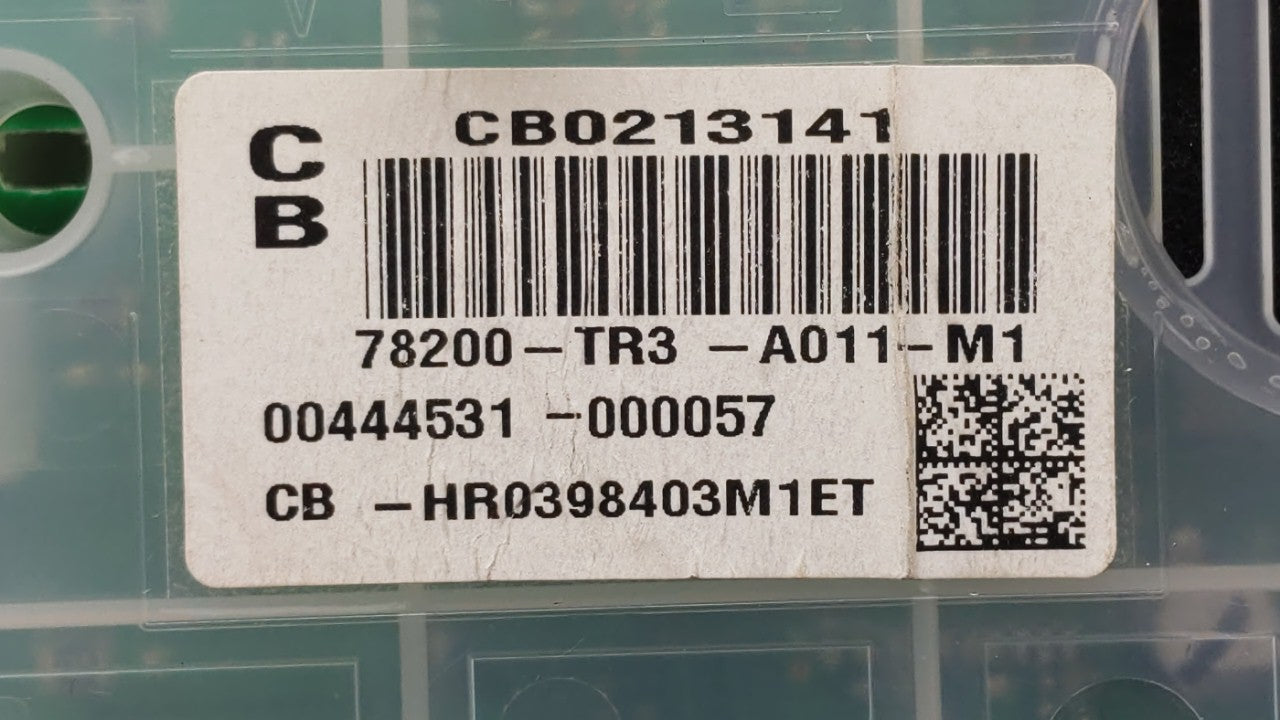 CB0213141
C
B
78200-TR3 -A011-M1
00444531 -000057
CB -HR0398403M1ET